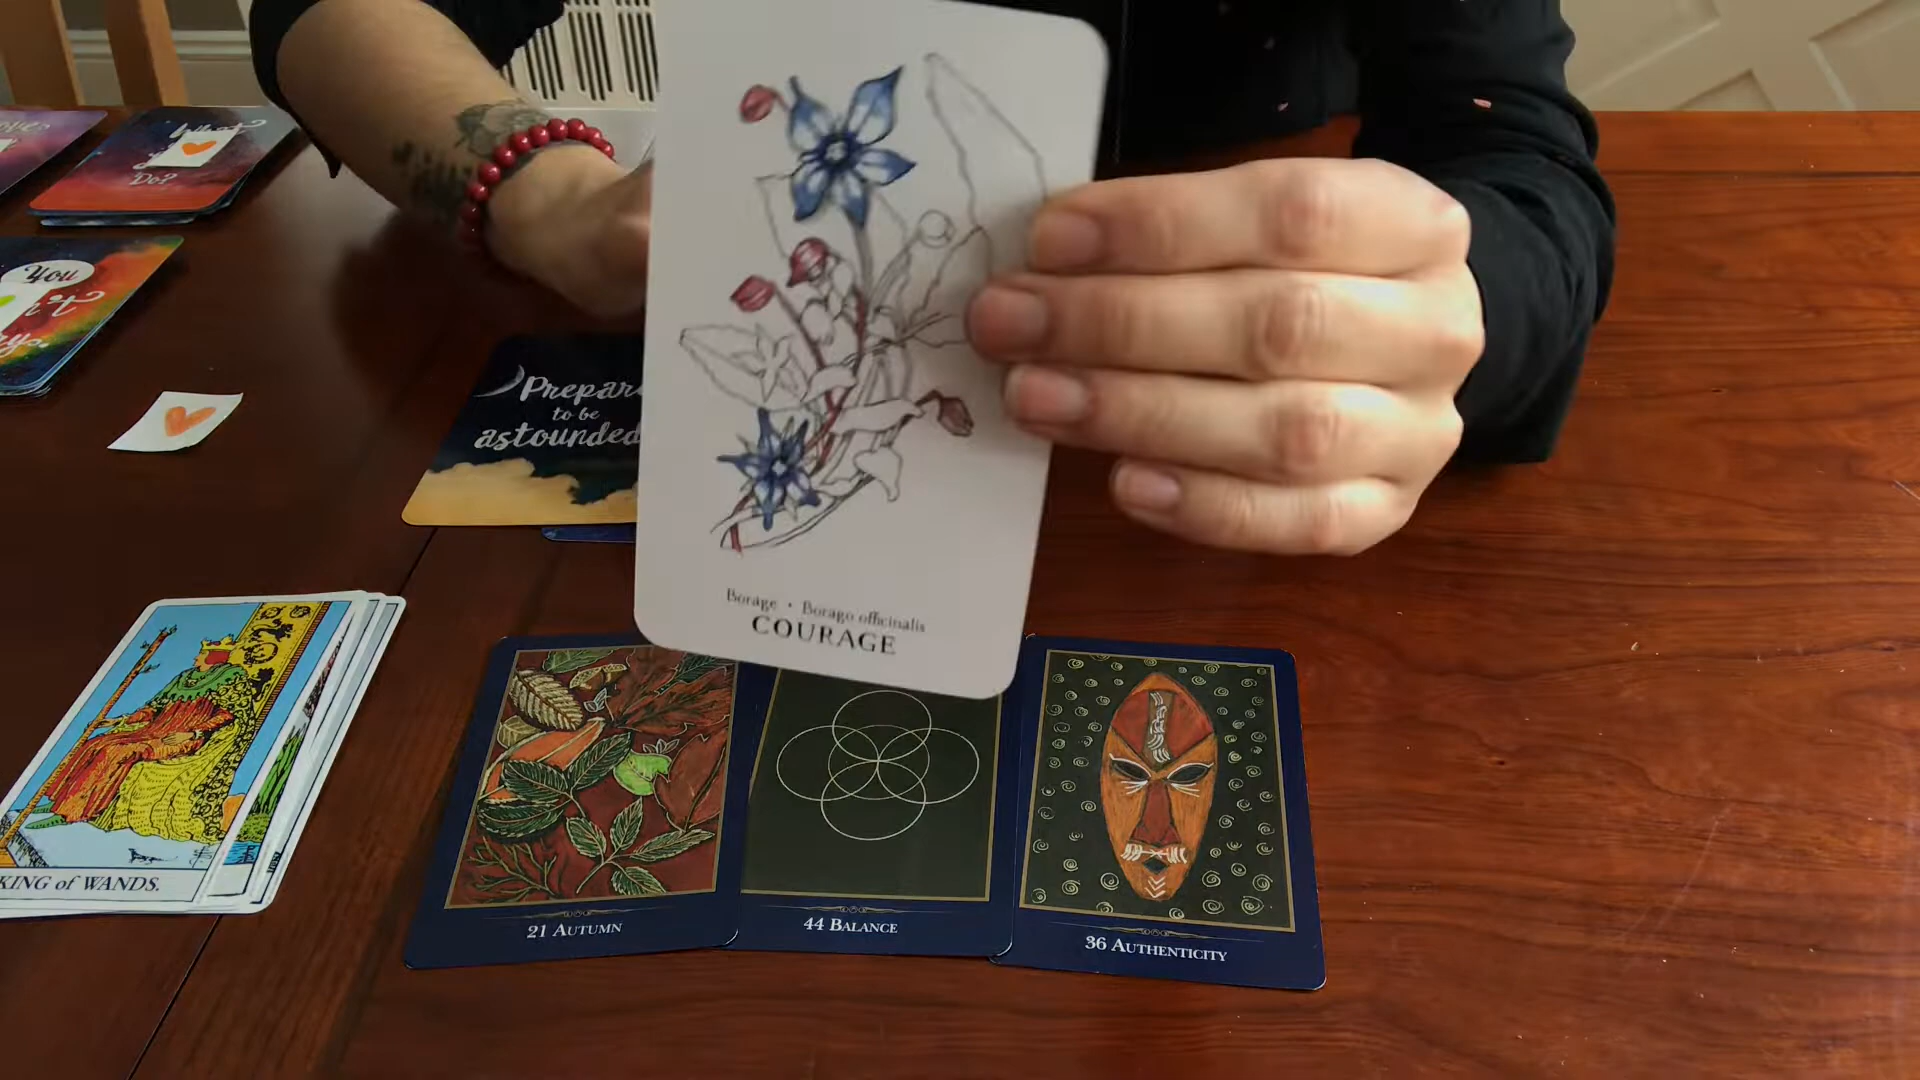 Do?
You
Prepare
to be
astounded
Borage • Borago officinalis
COURAGE
KING of WANDS.
21 AUTUMN
44 BALANCE
36 AUTHENTICITY